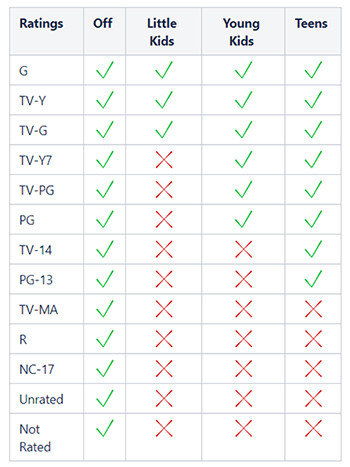 Ratings Off Little Kids Young Kids Teens
G ✓ ✓ ✓ ✓
TV-Y ✓ ✓ ✓ ✓
TV-G ✓ ✓ ✓ ✓
TV-Y7 ✓ ✗ ✓ ✓
TV-PG ✓ ✗ ✓ ✓
PG ✓ ✗ ✓ ✓
TV-14 ✓ ✗ ✗ ✓
PG-13 ✓ ✗ ✗ ✓
TV-MA ✓ ✗ ✗ ✗
R ✓ ✗ ✗ ✗
NC-17 ✓ ✗ ✗ ✗
Unrated ✓ ✗ ✗ ✗
Not Rated ✓ ✗ ✗ ✗